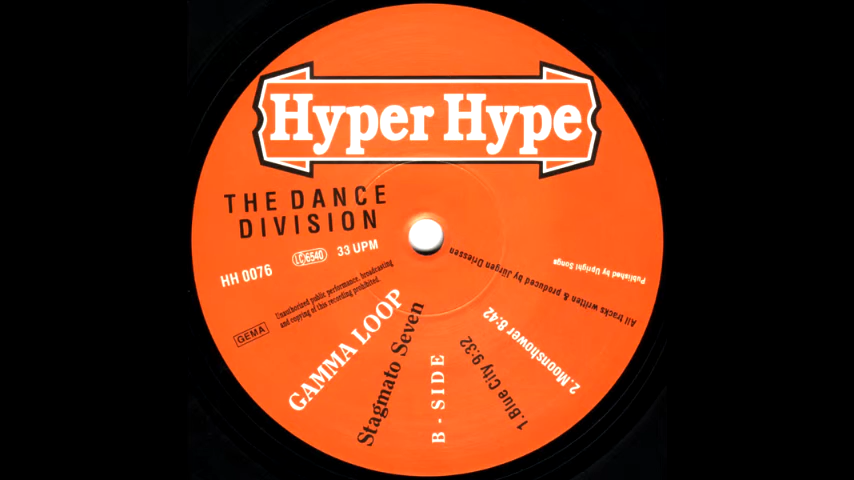 Hyper Hype
THE DANCE
DIVISION
HH 0076
LC 6540
33 UPM
GEMA
Unauthorized public performance, broadcasting
and copying of this recording prohibited.
GAMMA LOOP
Stagmato Seven
B - SIDE
1. Blue City 9:32
2. Moonshower 8:42
All tracks written & produced by Jürgen Driessen
Published by Upright Songs